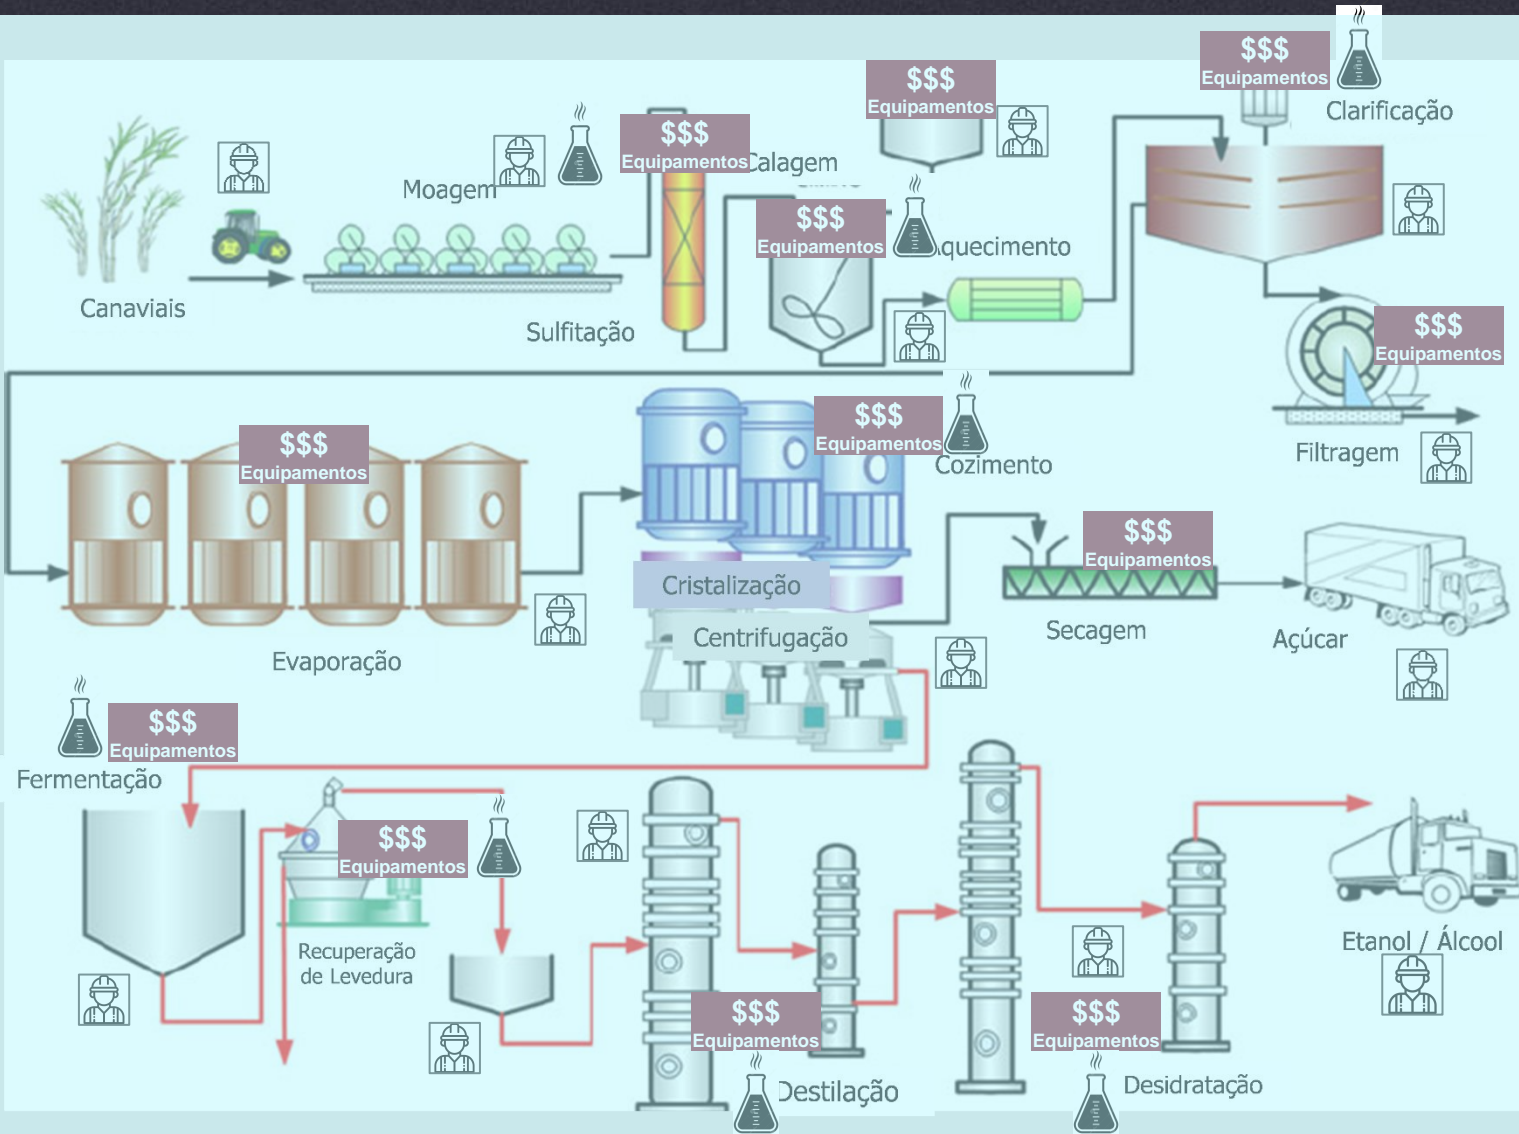 $$$
Equipamentos
Clarificação
$$$
Equipamentos
$$$
Equipamentos
Calagem
Moagem
$$$
Equipamentos
quecimento
Canaviais
Sulfitação
$$$
Equipamentos
Filtragem
$$$
Equipamentos
$$$
Equipamentos
Cozimento
$$$
Equipamentos
Cristalização
Centrifugação
Secagem
Açúcar
Evaporação
$$$
Equipamentos
Fermentação
$$$
Equipamentos
Recuperação
de Levedura
Etanol / Álcool
$$$
Equipamentos
$$$
Equipamentos
Destilação
Desidratação